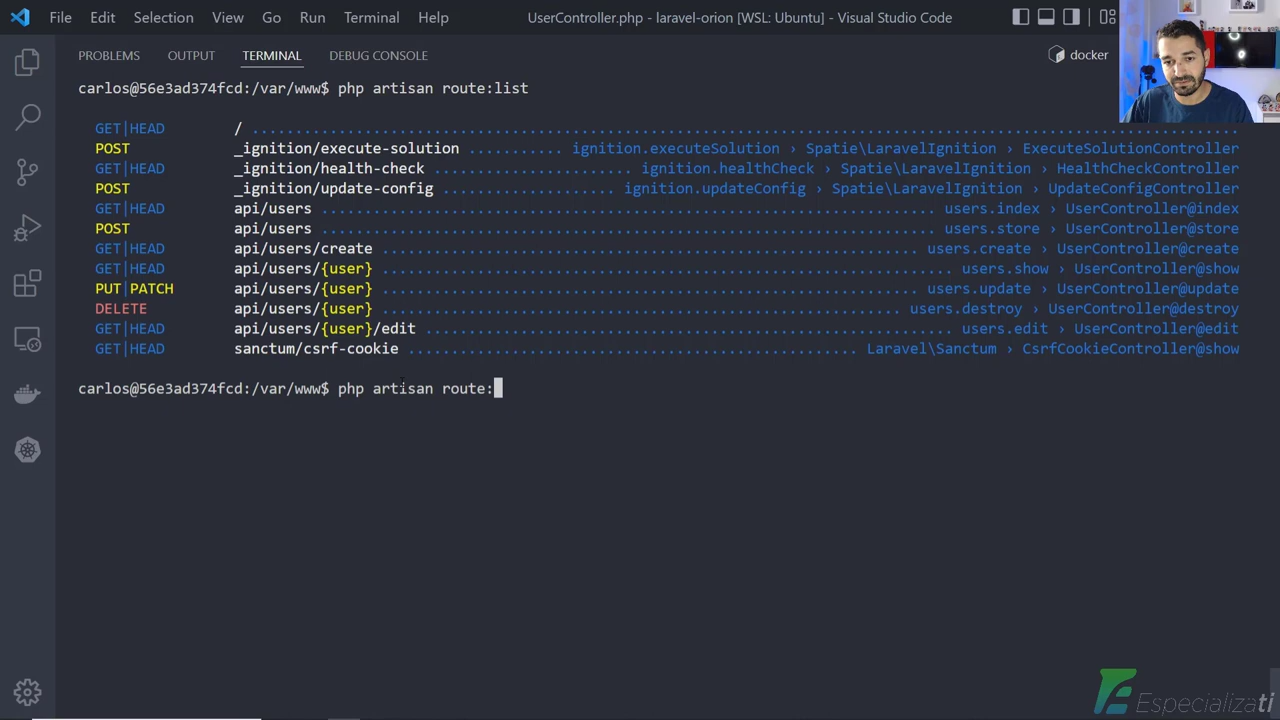 File Edit Selection View Go Run Terminal Help UserController.php - laravel-orion [WSL: Ubuntu] - Visual Studio Code
PROBLEMS OUTPUT TERMINAL DEBUG CONSOLE docker
carlos@56e3ad374fcd:/var/www$ php artisan route:list
GET|HEAD / ..................................................................................................................
POST _ignition/execute-solution ........... ignition.executeSolution › Spatie\LaravelIgnition › ExecuteSolutionController
GET|HEAD _ignition/health-check ....................... ignition.healthCheck › Spatie\LaravelIgnition › HealthCheckController
POST _ignition/update-config .................... ignition.updateConfig › Spatie\LaravelIgnition › UpdateConfigController
GET|HEAD api/users ....................................................................... users.index › UserController@index
POST api/users ....................................................................... users.store › UserController@store
GET|HEAD api/users/create .............................................................. users.create › UserController@create
GET|HEAD api/users/{user} .................................................................. users.show › UserController@show
PUT|PATCH api/users/{user} .............................................................. users.update › UserController@update
DELETE api/users/{user} ............................................................ users.destroy › UserController@destroy
GET|HEAD api/users/{user}/edit ............................................................. users.edit › UserController@edit
GET|HEAD sanctum/csrf-cookie .................................................... Laravel\Sanctum › CsrfCookieController@show
carlos@56e3ad374fcd:/var/www$ php artisan route:
Especializati